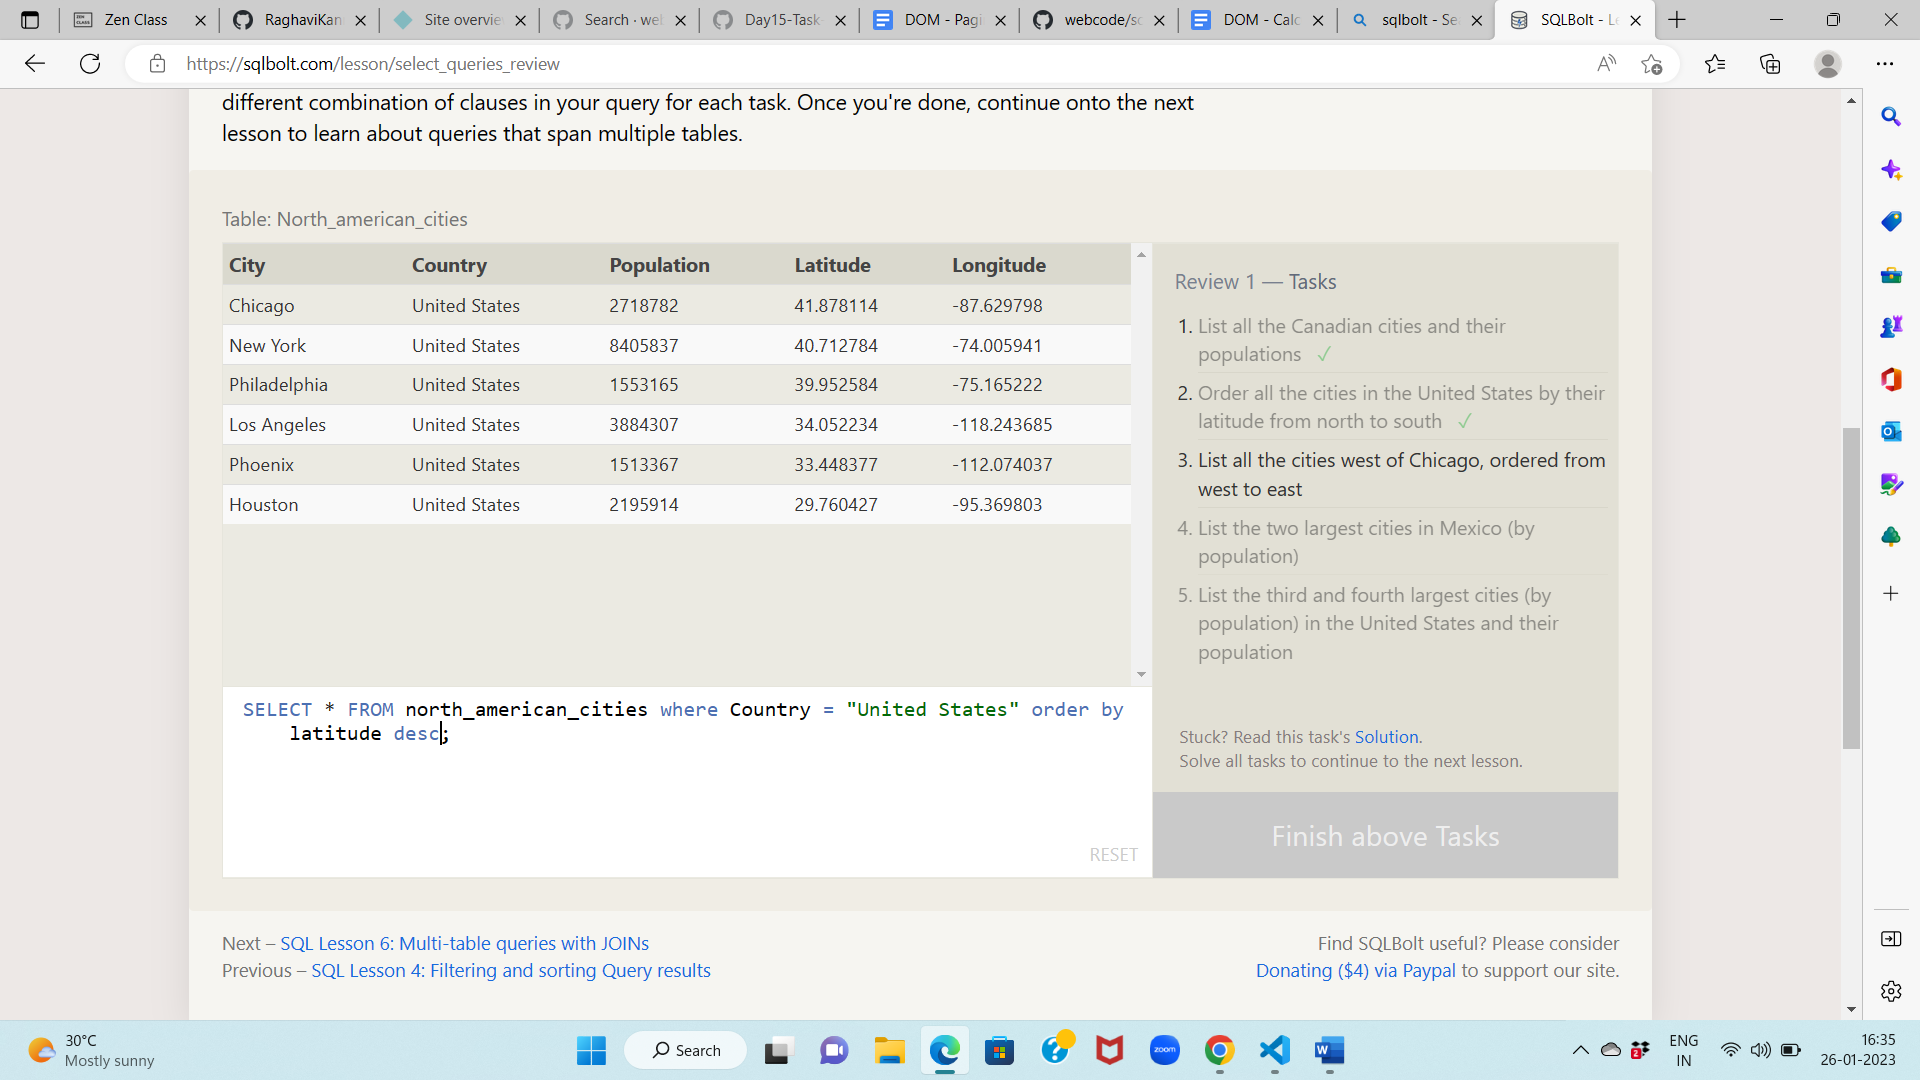 Zen Class
RaghaviKan
Site overvie
Search · wel
Day15-Task
DOM - Pagi
webcode/sc
DOM - Calc
sqlbolt - Se
SQLBolt - Le
https://sqlbolt.com/lesson/select_queries_review
different combination of clauses in your query for each task. Once you're done, continue onto the next
lesson to learn about queries that span multiple tables.
Table: North_american_cities
City Country Population Latitude Longitude
Chicago United States 2718782 41.878114 -87.629798
New York United States 8405837 40.712784 -74.005941
Philadelphia United States 1553165 39.952584 -75.165222
Los Angeles United States 3884307 34.052234 -118.243685
Phoenix United States 1513367 33.448377 -112.074037
Houston United States 2195914 29.760427 -95.369803
SELECT * FROM north_american_cities where Country = "United States" order by
latitude desc;
RESET
Review 1 — Tasks
1. List all the Canadian cities and their
populations ✓
2. Order all the cities in the United States by their
latitude from north to south ✓
3. List all the cities west of Chicago, ordered from
west to east
4. List the two largest cities in Mexico (by
population)
5. List the third and fourth largest cities (by
population) in the United States and their
population
Stuck? Read this task's Solution.
Solve all tasks to continue to the next lesson.
Finish above Tasks
Next – SQL Lesson 6: Multi-table queries with JOINs
Previous – SQL Lesson 4: Filtering and sorting Query results
Find SQLBolt useful? Please consider
Donating ($4) via Paypal to support our site.
30°C
Mostly sunny
Search
zoom
2
ENG
IN
16:35
26-01-2023